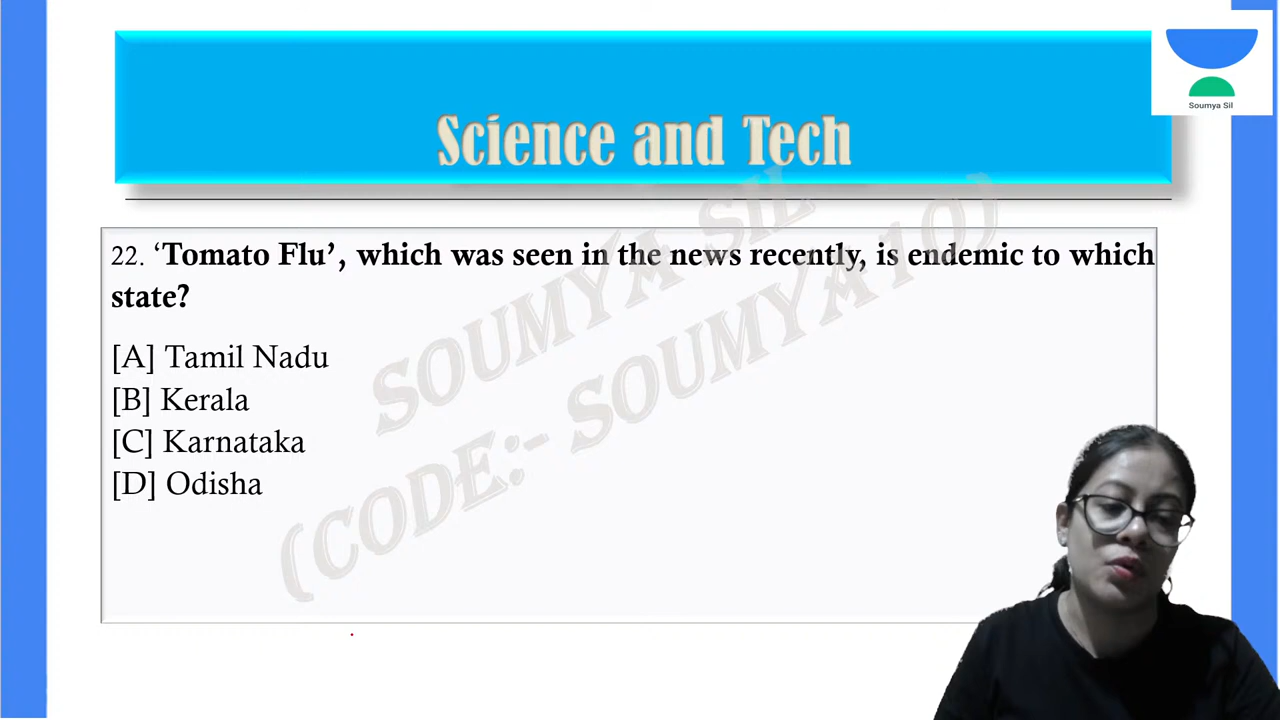 Soumya Sil
Science and Tech
22. ‘Tomato Flu’, which was seen in the news recently, is endemic to which
state?
[A] Tamil Nadu
[B] Kerala
[C] Karnataka
[D] Odisha
SOUMYA SIL
(CODE:- SOUMYA10)